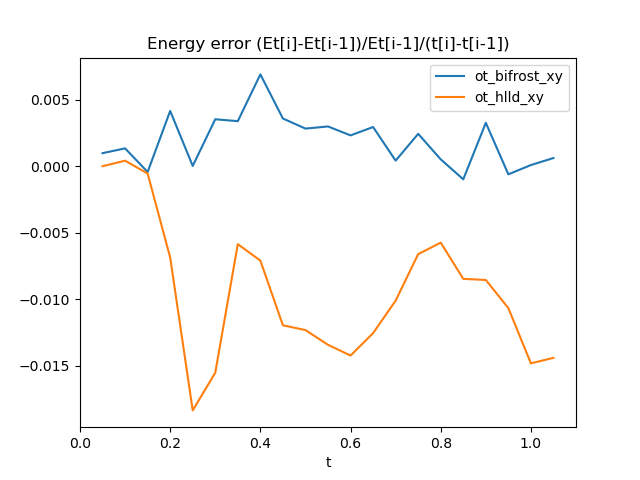 Energy error (Et[i]-Et[i-1])/Et[i-1]/(t[i]-t[i-1])
ot_bifrost_xy
ot_hlld_xy
0.005
0.000
−0.005
−0.010
−0.015
0.0 0.2 0.4 0.6 0.8 1.0
t